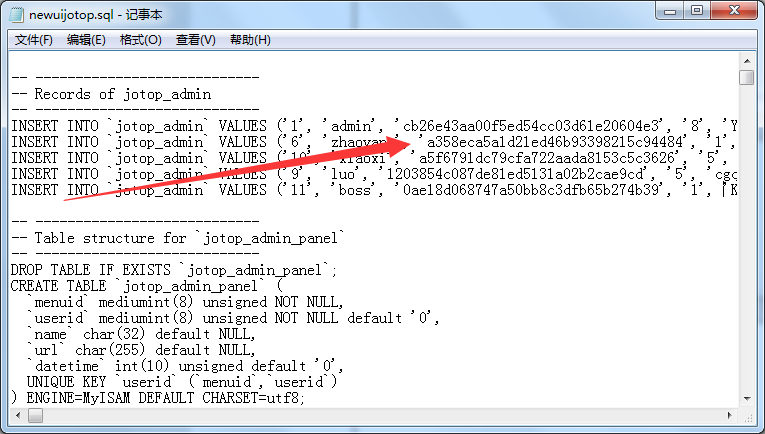 newuijotop.sql - 记事本
文件(F) 编辑(E) 格式(O) 查看(V) 帮助(H)
-- ----------------------------
-- Records of jotop_admin
-- ----------------------------
INSERT INTO `jotop_admin` VALUES ('1', 'admin', 'cb26e43aa00f5ed54cc03d61e20604e3', '8', 'Y
INSERT INTO `jotop_admin` VALUES ('6', 'a358eca5a1d21ed46b93398215c94484', '1',
INSERT INTO `jotop_admin` VALUES ('10', 'xiaoxi', 'a5f6791dc79cfa722aada8153c5c3626', '5',
INSERT INTO `jotop_admin` VALUES ('9', 'luo', '1203854c087de81ed5131a02b2cae9cd', '5', 'cgc
INSERT INTO `jotop_admin` VALUES ('11', 'boss', '0ae18d068747a50bb8c3dfb65b274b39', '1', 'K
-- ----------------------------
-- Table structure for `jotop_admin_panel`
-- ----------------------------
DROP TABLE IF EXISTS `jotop_admin_panel`;
CREATE TABLE `jotop_admin_panel` (
`menuid` mediumint(8) unsigned NOT NULL,
`userid` mediumint(8) unsigned NOT NULL default '0',
`name` char(32) default NULL,
`url` char(255) default NULL,
`datetime` int(10) unsigned default '0',
UNIQUE KEY `userid` (`menuid`,`userid`)
) ENGINE=MyISAM DEFAULT CHARSET=utf8;